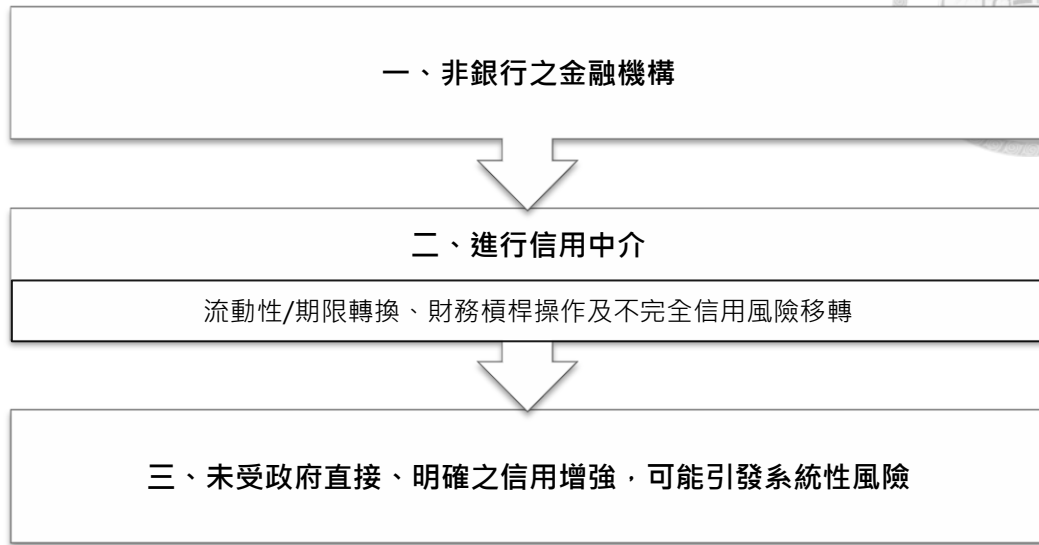 一、非銀行之金融機構
二、進行信用中介
流動性/期限轉換、財務槓桿操作及不完全信用風險移轉
三、未受政府直接、明確之信用增強，可能引發系統性風險